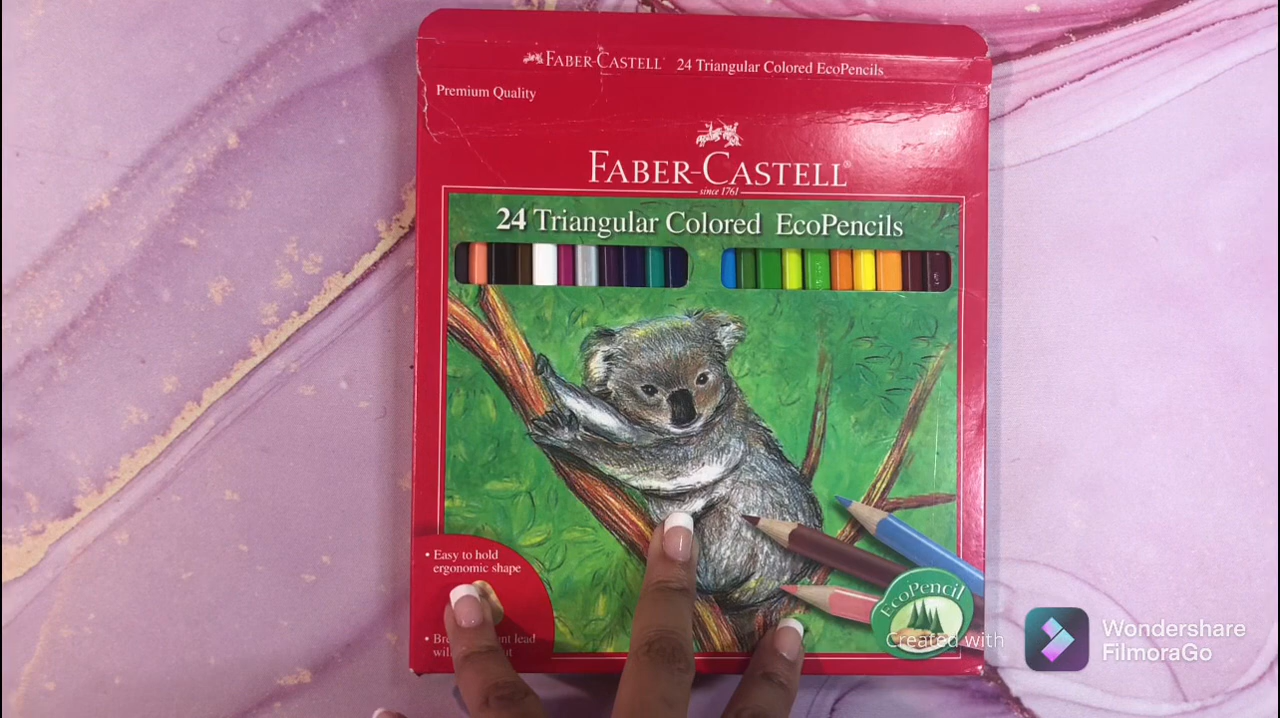 FABER-CASTELL 24 Triangular Colored EcoPencils
Premium Quality
FABER-CASTELL®
since 1761
24 Triangular Colored EcoPencils
• Easy to hold
ergonomic shape
lead
EcoPencil
Created with
Wondershare
FilmoraGo